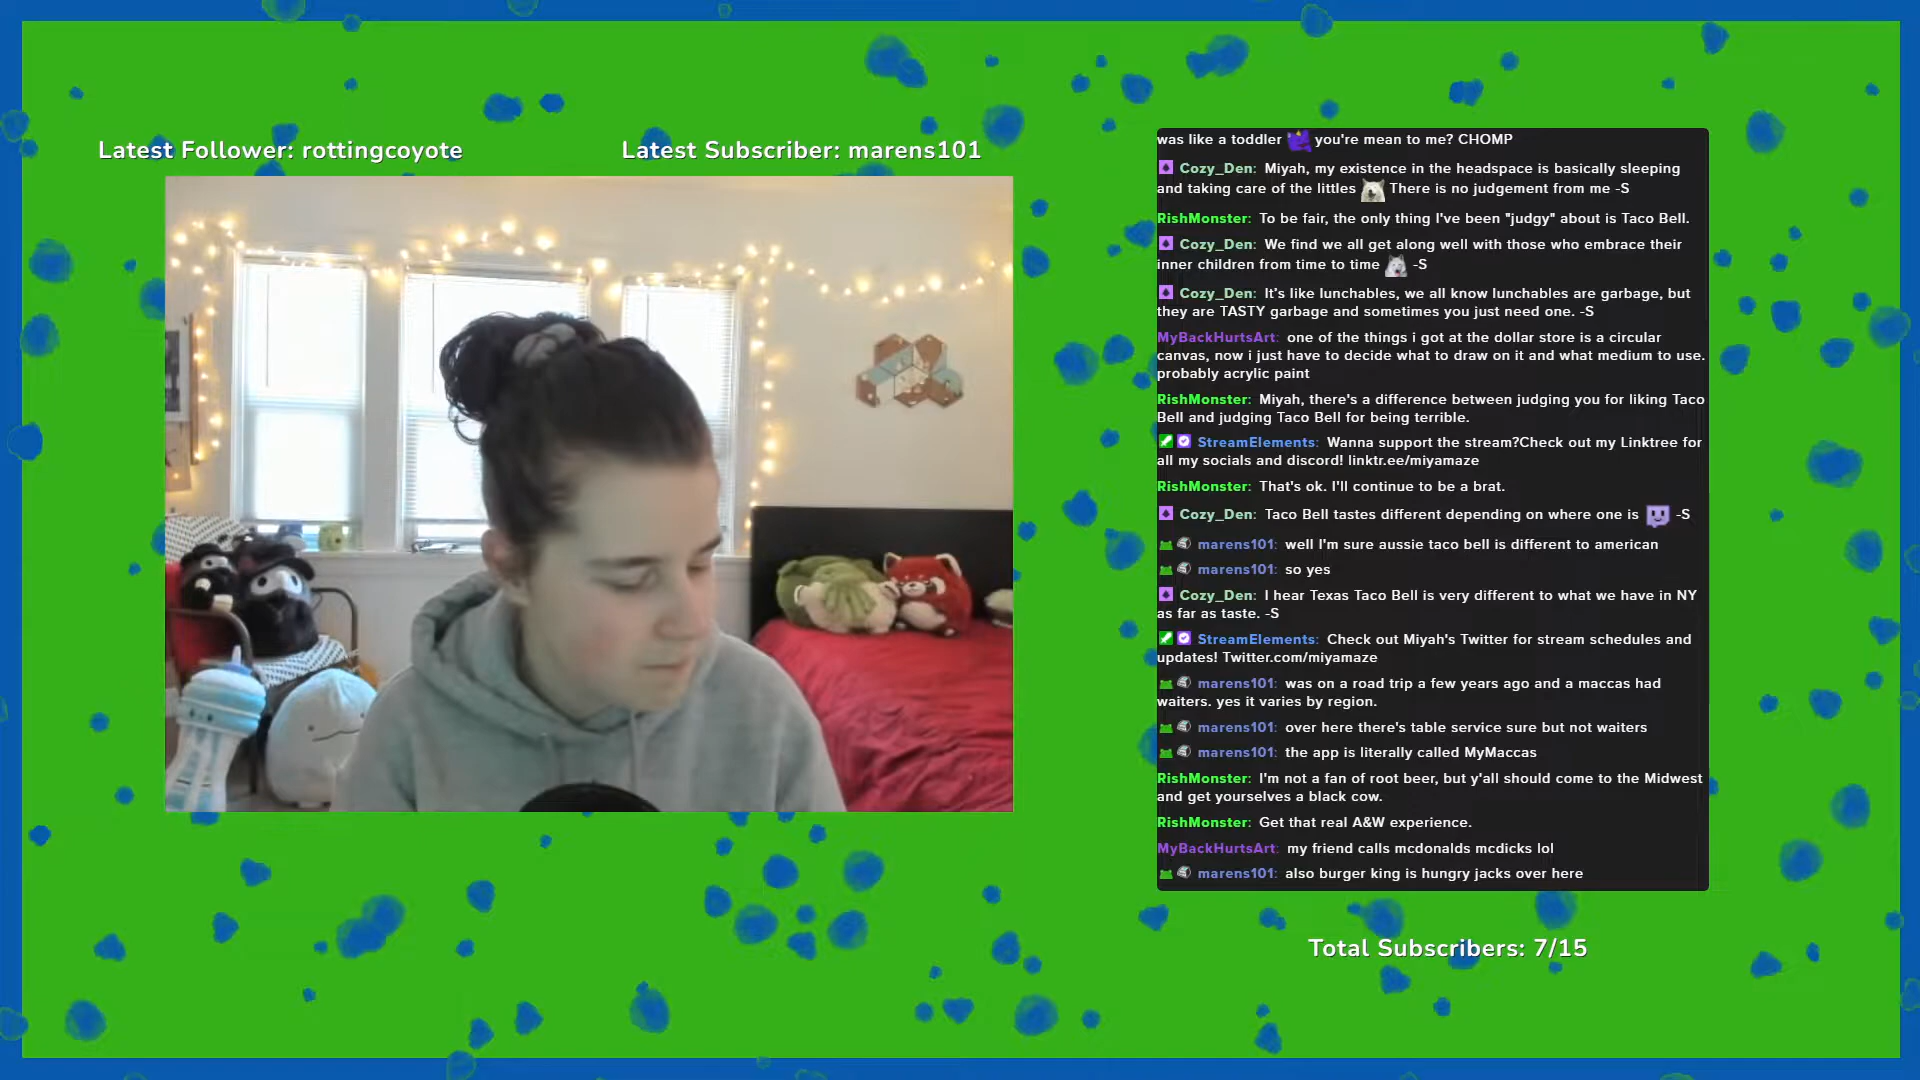 Latest Follower: rottingcoyote
Latest Subscriber: marens101
was like a toddler you're mean to me? CHOMP
Cozy_Den: Miyah, my existence in the headspace is basically sleeping
and taking care of the littles There is no judgement from me -S
RishMonster: To be fair, the only thing I've been "judgy" about is Taco Bell.
Cozy_Den: We find we all get along well with those who embrace their
inner children from time to time -S
Cozy_Den: It's like lunchables, we all know lunchables are garbage, but
they are TASTY garbage and sometimes you just need one. -S
MyBackHurtsArt: one of the things i got at the dollar store is a circular
canvas, now i just have to decide what to draw on it and what medium to use.
probably acrylic paint
RishMonster: Miyah, there's a difference between judging you for liking Taco
Bell and judging Taco Bell for being terrible.
StreamElements: Wanna support the stream?Check out my Linktree for
all my socials and discord! linktr.ee/miyamaze
RishMonster: That's ok. I'll continue to be a brat.
Cozy_Den: Taco Bell tastes different depending on where one is -S
marens101: well I'm sure aussie taco bell is different to american
marens101: so yes
Cozy_Den: I hear Texas Taco Bell is very different to what we have in NY
as far as taste. -S
StreamElements: Check out Miyah's Twitter for stream schedules and
updates! Twitter.com/miyamaze
marens101: was on a road trip a few years ago and a maccas had
waiters. yes it varies by region.
marens101: over here there's table service sure but not waiters
marens101: the app is literally called MyMaccas
RishMonster: I'm not a fan of root beer, but y'all should come to the Midwest
and get yourselves a black cow.
RishMonster: Get that real A&W experience.
MyBackHurtsArt: my friend calls mcdonalds mcdicks lol
marens101: also burger king is hungry jacks over here
Total Subscribers: 7/15